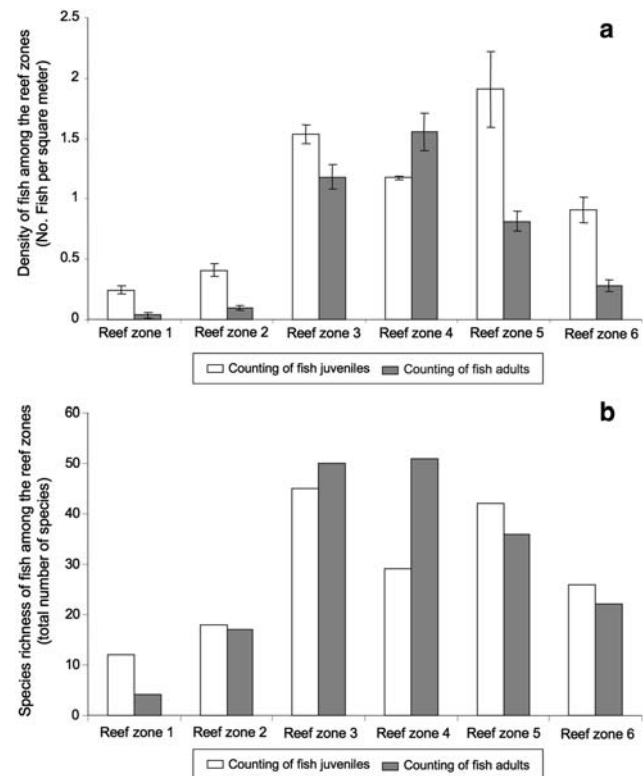 a
Density of fish among the reef zones
(No. Fish per square meter)
2.5
2
1.5
1
0.5
0
Reef zone 1 Reef zone 2 Reef zone 3 Reef zone 4 Reef zone 5 Reef zone 6
Counting of fish juveniles Counting of fish adults
b
Species richness of fish among the reef zones
(total number of species)
60
50
40
30
20
10
0
Reef zone 1 Reef zone 2 Reef zone 3 Reef zone 4 Reef zone 5 Reef zone 6
Counting of fish juveniles Counting of fish adults